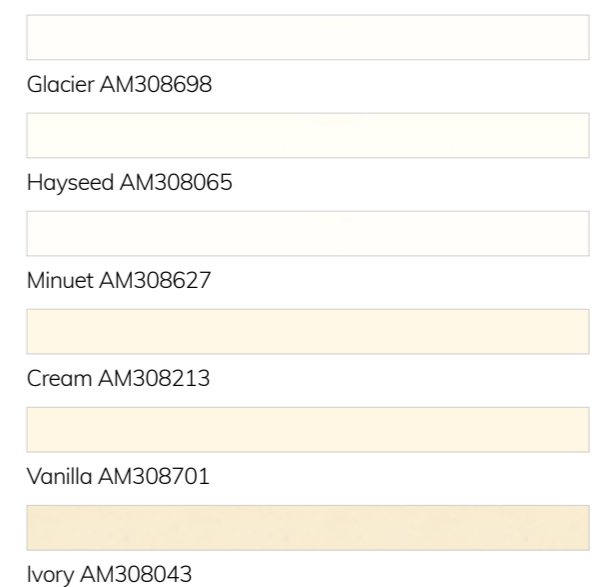 Glacier AM308698
Hayseed AM308065
Minuet AM308627
Cream AM308213
Vanilla AM308701
Ivory AM308043